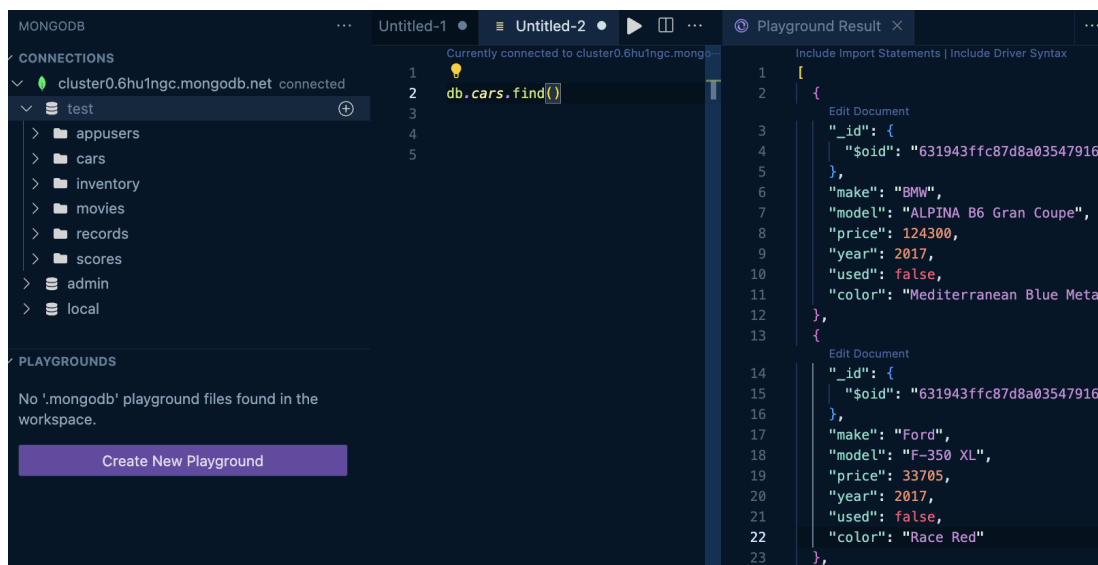 MONGODB
CONNECTIONS
cluster0.6hu1ngc.mongodb.net connected
test
appusers
cars
inventory
movies
records
scores
admin
local
PLAYGROUNDS
No '.mongodb' playground files found in the
workspace.
Create New Playground
Untitled-1
Untitled-2
Currently connected to cluster0.6hu1ngc.mongo...
1
2 db.cars.find()
3
4
5
Playground Result
Include Import Statements | Include Driver Syntax
1 [
2 {
Edit Document
3 "_id": {
4 "$oid": "631943ffc87d8a03547916
5 },
6 "make": "BMW",
7 "model": "ALPINA B6 Gran Coupe",
8 "price": 124300,
9 "year": 2017,
10 "used": false,
11 "color": "Mediterranean Blue Meta
12 },
13 {
Edit Document
14 "_id": {
15 "$oid": "631943ffc87d8a03547916
16 },
17 "make": "Ford",
18 "model": "F-350 XL",
19 "price": 33705,
20 "year": 2017,
21 "used": false,
22 "color": "Race Red"
23 },